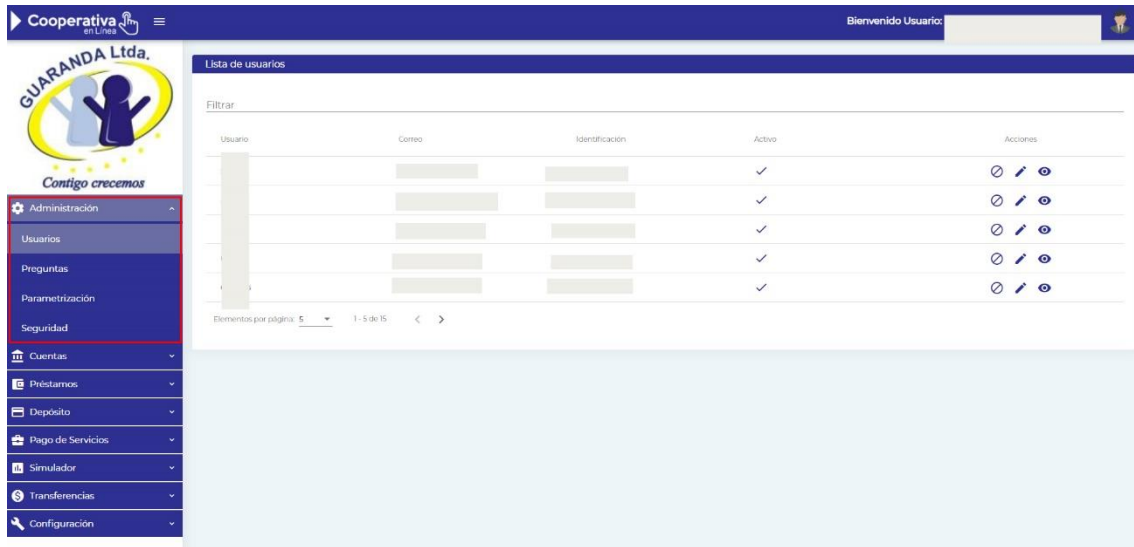 Cooperativa
en Línea
Bienvenido Usuario:
GUARANDA Ltda.
Contigo crecemos
Lista de usuarios
Filtrar
Usuario Correo Identificación Activo Acciones
Elementos por página: 5 1 - 5 de 15
Administración
Usuarios
Preguntas
Parametrización
Seguridad
Cuentas
Préstamos
Depósito
Pago de Servicios
Simulador
Transferencias
Configuración